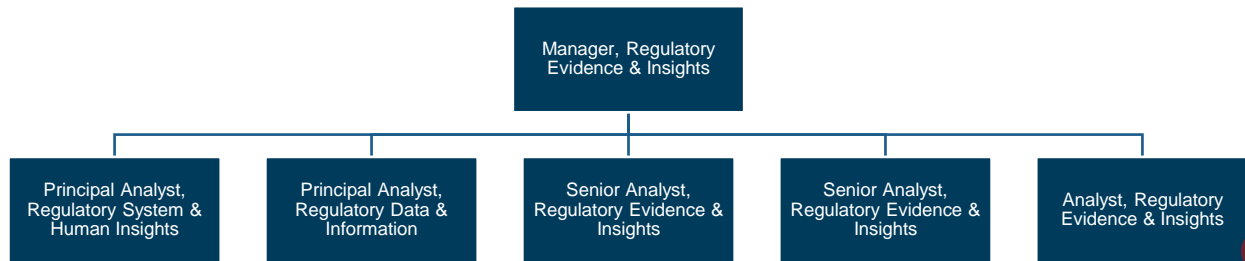 Manager, Regulatory
Evidence & Insights
Principal Analyst,
Regulatory System &
Human Insights
Principal Analyst,
Regulatory Data &
Information
Senior Analyst,
Regulatory Evidence &
Insights
Senior Analyst,
Regulatory Evidence &
Insights
Analyst, Regulatory
Evidence & Insights